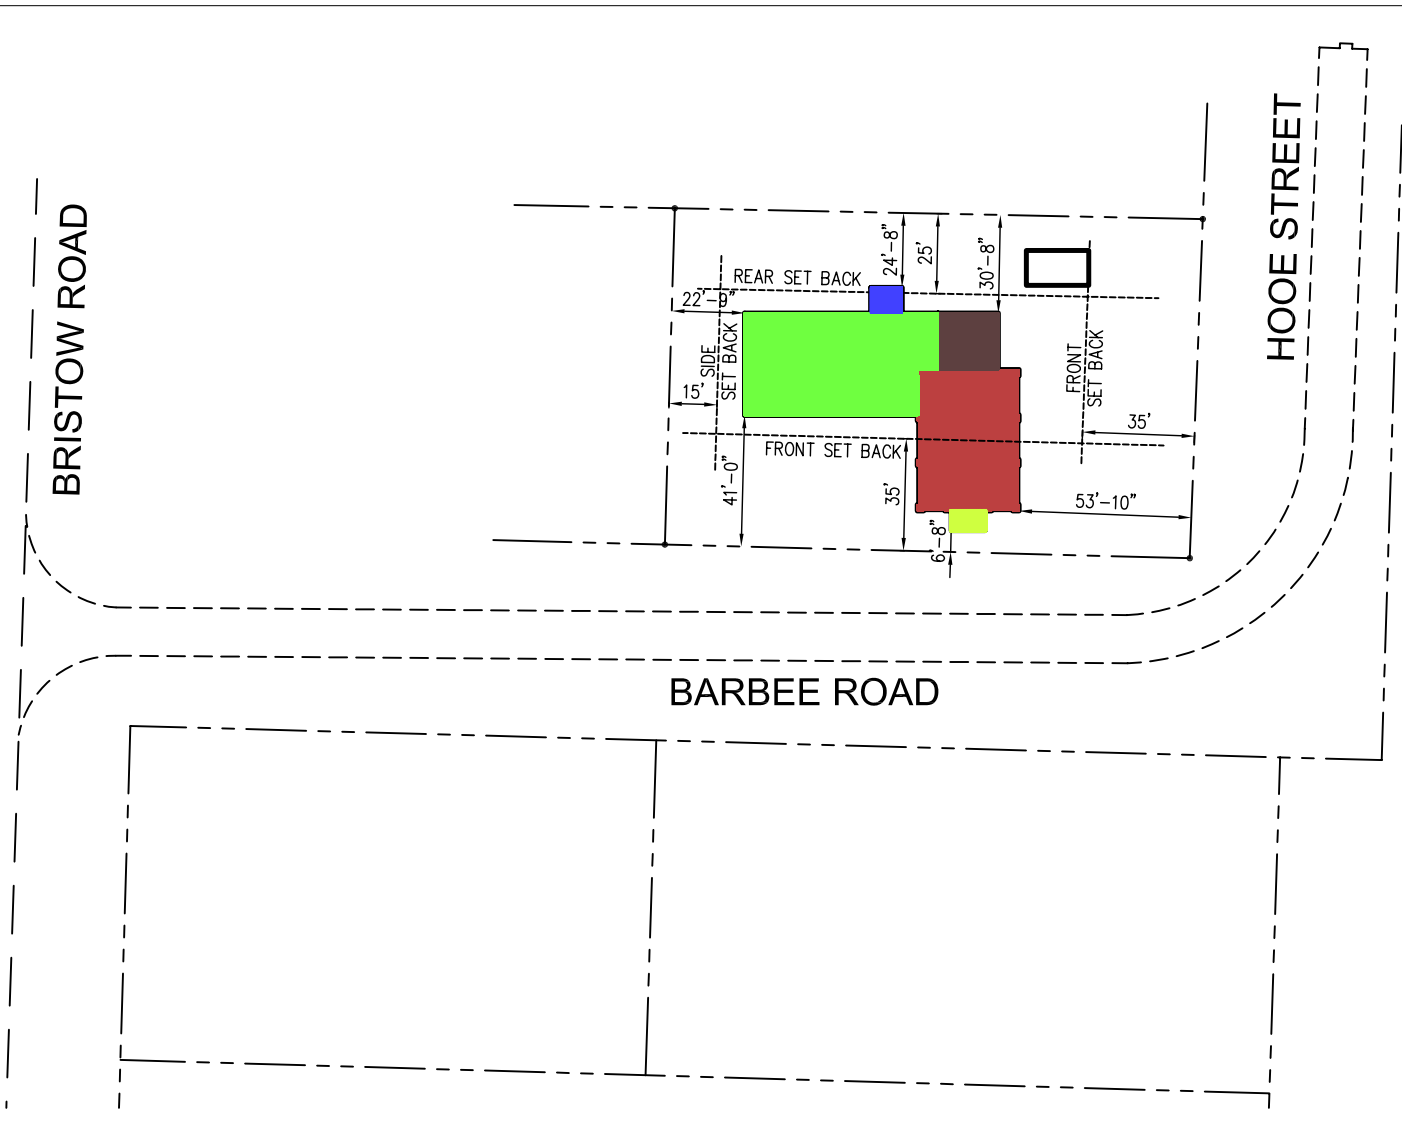 HOOE STREET
BRISTOW ROAD
24'-8"
25'
30'-8"
REAR SET BACK
22'-9"
SIDE
SET BACK
FRONT
SET BACK
15'
35'
FRONT SET BACK
41'-0"
35'
53'-10"
6'-8"
BARBEE ROAD